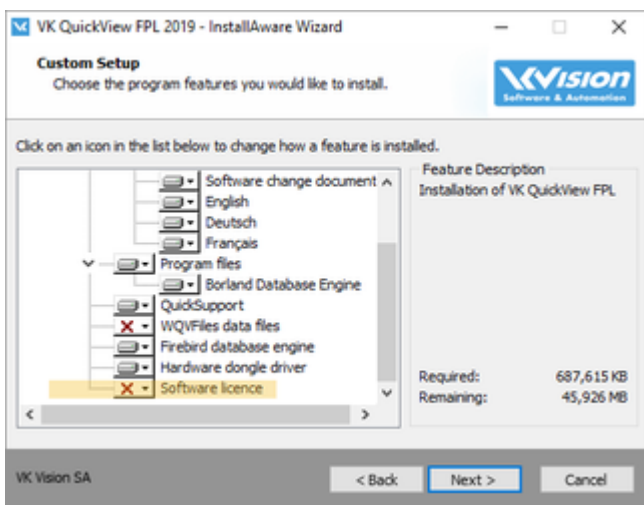 VK QuickView FPL 2019 - InstallAware Wizard
Custom Setup
Choose the program features you would like to install.
VKVision
Software & Automation
Click on an icon in the list below to change how a feature is installed.
Software change document
English
Deutsch
Français
Program files
Borland Database Engine
QuickSupport
WQVFiles data files
Firebird database engine
Hardware dongle driver
Software licence
Feature Description
Installation of VK QuickView FPL
Required: 687,615 KB
Remaining: 45,926 MB
VK Vision SA
< Back
Next >
Cancel